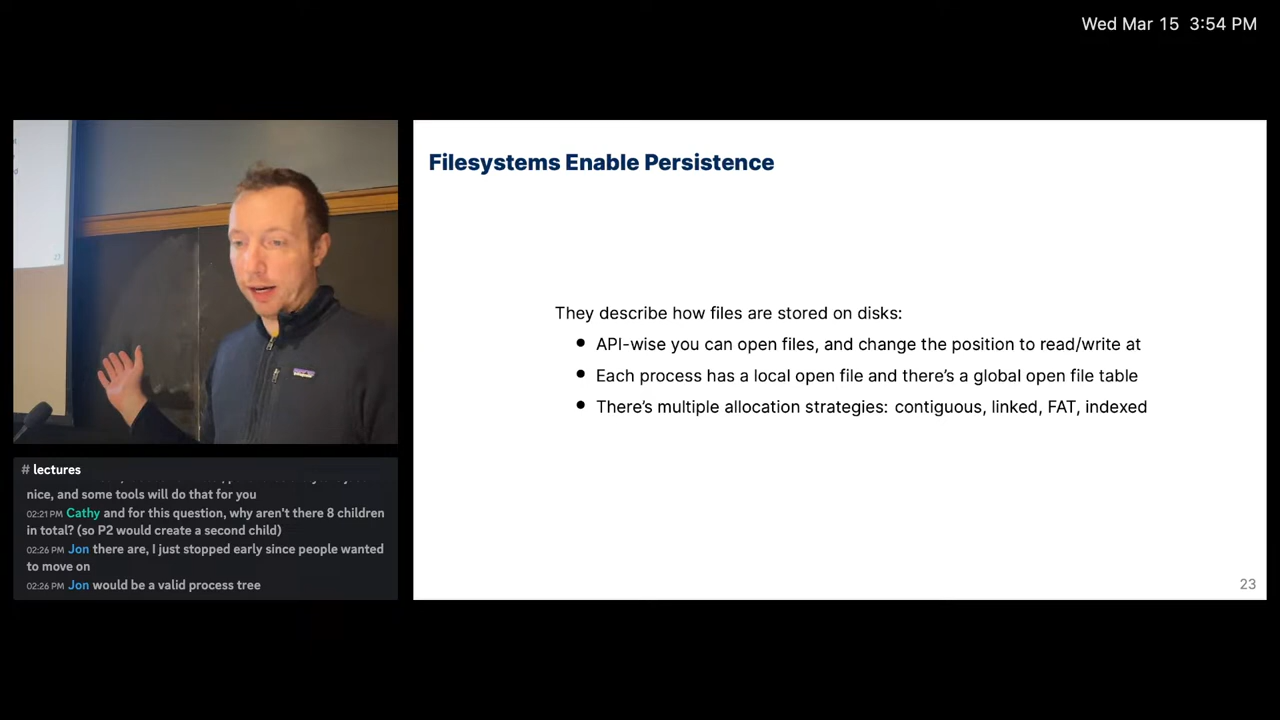 Wed Mar 15 3:54 PM
Filesystems Enable Persistence
They describe how files are stored on disks:
● API-wise you can open files, and change the position to read/write at
● Each process has a local open file and there's a global open file table
● There's multiple allocation strategies: contiguous, linked, FAT, indexed
23
# lectures
nice, and some tools will do that for you
02:21 PM Cathy and for this question, why aren't there 8 children
in total? (so P2 would create a second child)
02:26 PM Jon there are, I just stopped early since people wanted
to move on
02:26 PM Jon would be a valid process tree